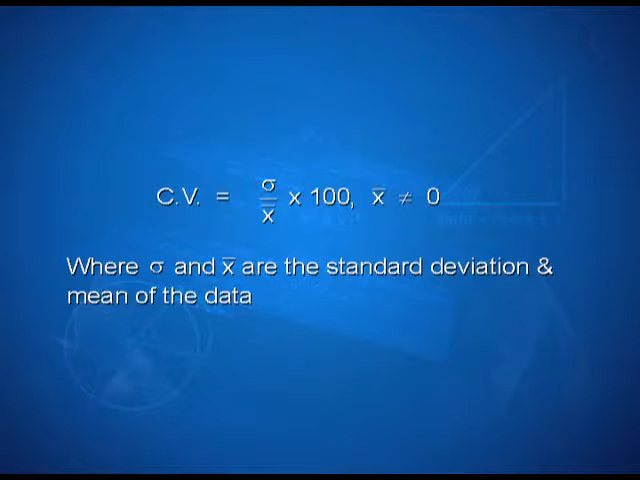 C.V. = σ/x̅ x 100, x̅ ≠ 0
Where σ and x̅ are the standard deviation &
mean of the data